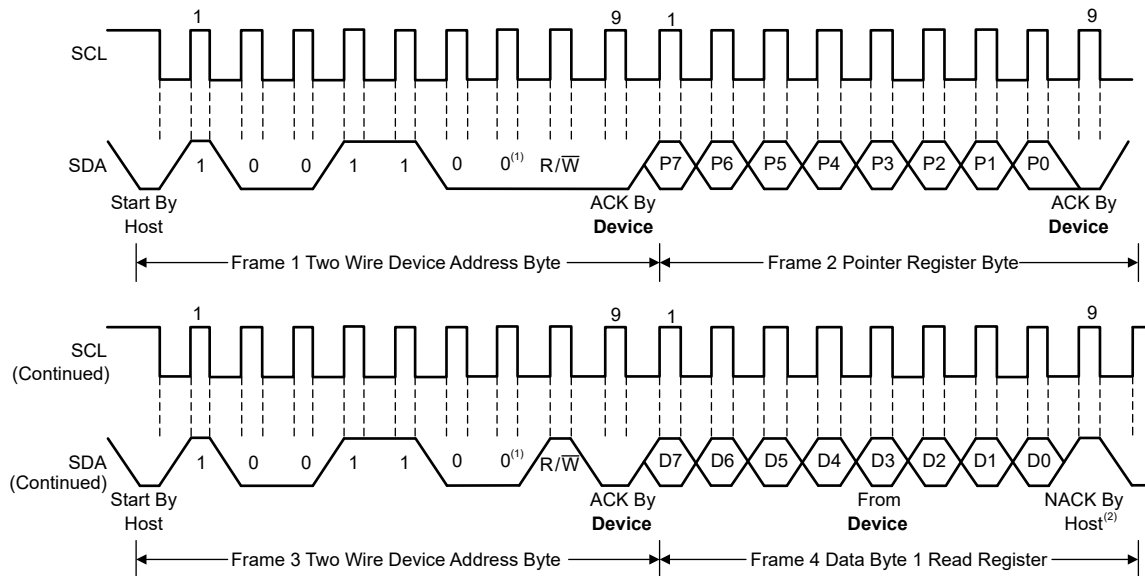 1 9 1 9
SCL
SDA 1 0 0 1 1 0 0(1) R/W̅ P7 P6 P5 P4 P3 P2 P1 P0
Start By ACK By ACK By
Host Device Device
Frame 1 Two Wire Device Address Byte Frame 2 Pointer Register Byte
1 9 1 9
SCL
(Continued)
SDA 1 0 0 1 1 0 0(1) R/W̅ D7 D6 D5 D4 D3 D2 D1 D0
(Continued)
Start By ACK By From NACK By
Host Device Device Host(2)
Frame 3 Two Wire Device Address Byte Frame 4 Data Byte 1 Read Register